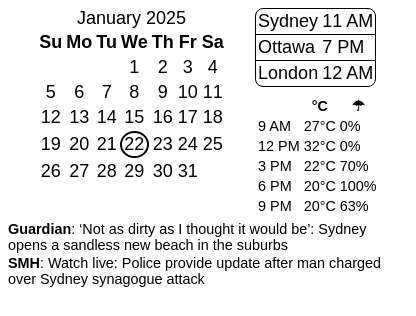 January 2025
Su Mo Tu We Th Fr Sa
1 2 3 4
5 6 7 8 9 10 11
12 13 14 15 16 17 18
19 20 21 22 23 24 25
26 27 28 29 30 31
Sydney 11 AM
Ottawa 7 PM
London 12 AM
°C ☂
9 AM 27°C 0%
12 PM 32°C 0%
3 PM 22°C 70%
6 PM 20°C 100%
9 PM 20°C 63%
Guardian: ‘Not as dirty as I thought it would be’: Sydney
opens a sandless new beach in the suburbs
SMH: Watch live: Police provide update after man charged
over Sydney synagogue attack